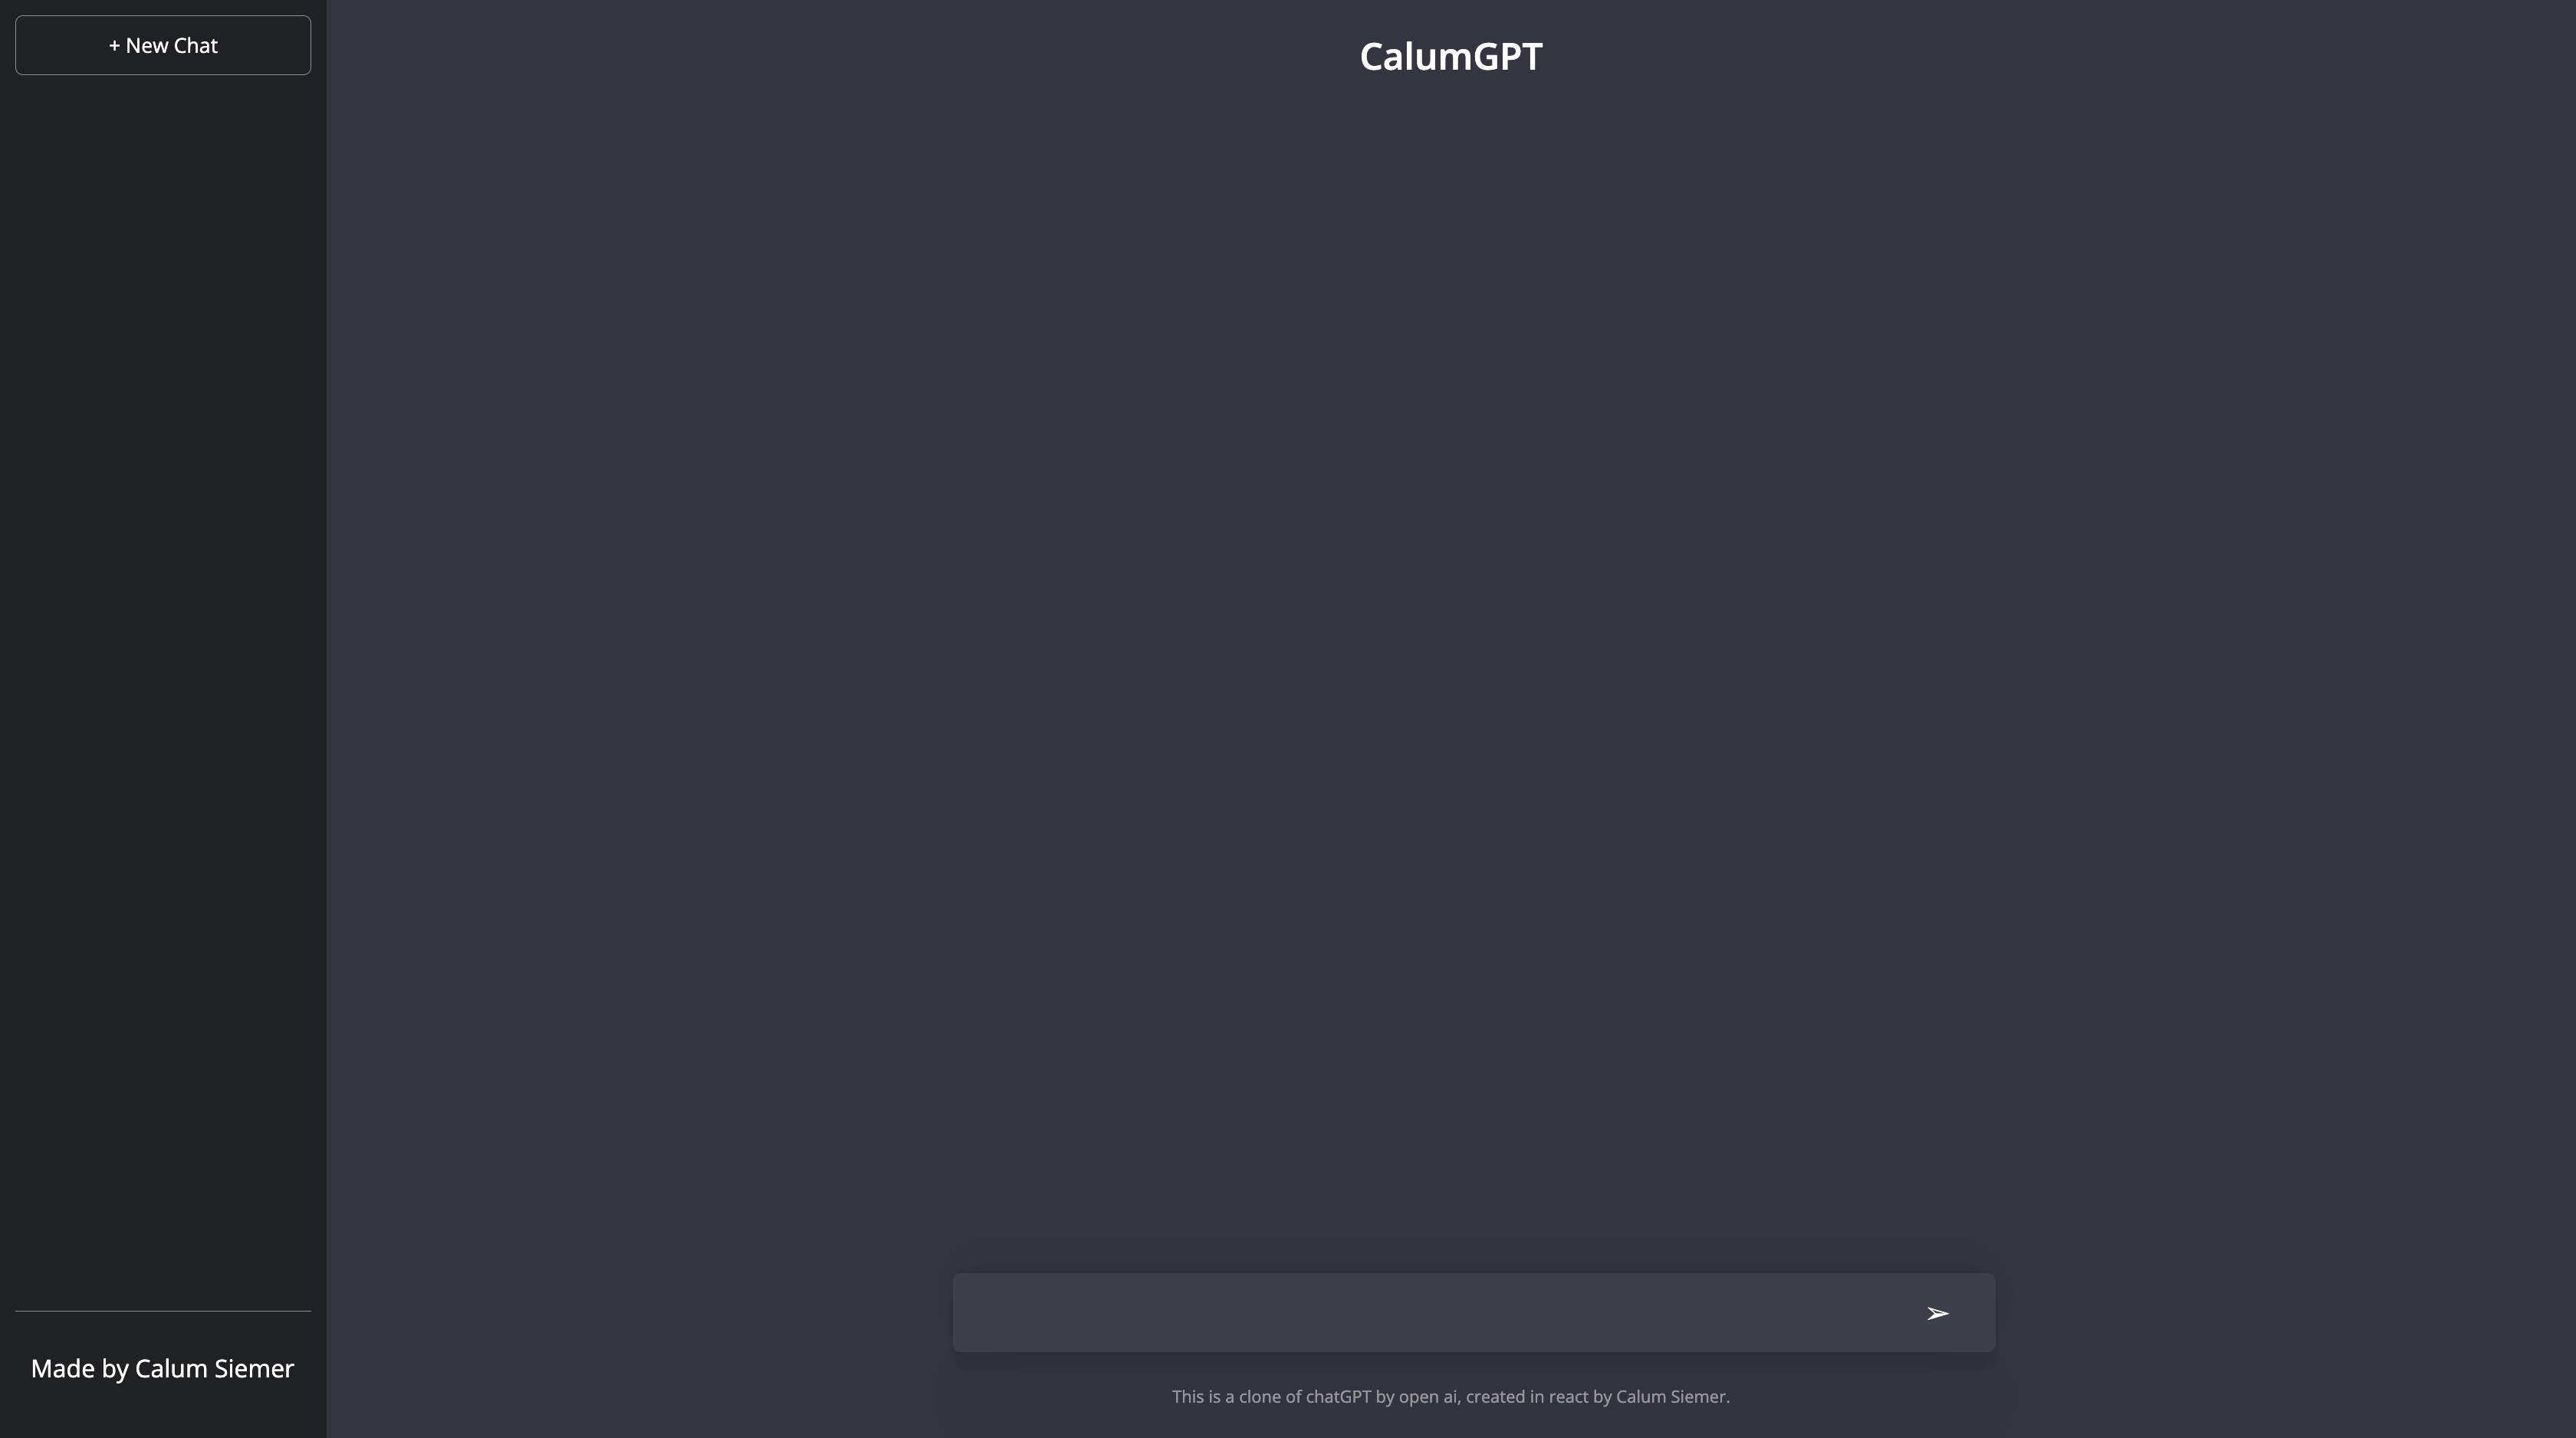 + New Chat
CalumGPT
Made by Calum Siemer
This is a clone of chatGPT by open ai, created in react by Calum Siemer.